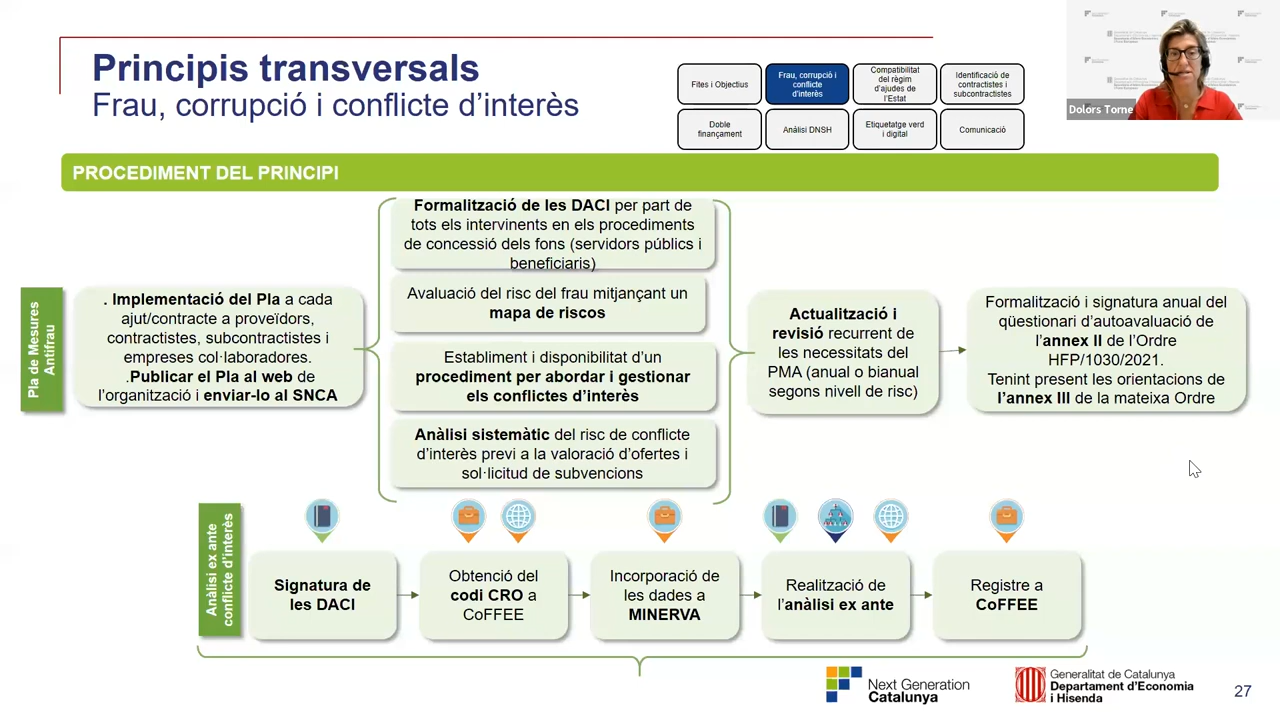 Principis transversals
Frau, corrupció i conflicte d'interès
Fites i Objectius
Frau, corrupció i
conflicte
d'interès
Compatibilitat
del règim
d'ajudes de
l'Estat
Identificació de
contractistes i
subcontractistes
Doble
finançament
Anàlisi DNSH
Etiquetatge verd
i digital
Comunicació
Dolors Torne
PROCEDIMENT DEL PRINCIPI
Pla de Mesures
Antifrau
. Implementació del Pla a cada
ajut/contracte a proveïdors,
contractistes, subcontractistes i
empreses col·laboradores.
.Publicar el Pla al web de
l'organització i enviar-lo al SNCA
Formalització de les DACI per part de
tots els intervinents en els procediments
de concessió dels fons (servidors públics i
beneficiaris)
Avaluació del risc del frau mitjançant un
mapa de riscos
Establiment i disponibilitat d'un
procediment per abordar i gestionar
els conflictes d'interès
Anàlisi sistemàtic del risc de conflicte
d'interès previ a la valoració d'ofertes i
sol·licitud de subvencions
Actualització i
revisió recurrent de
les necessitats del
PMA (anual o bianual
segons nivell de risc)
Formalització i signatura anual del
qüestionari d'autoavaluació de
l'annex II de l'Ordre
HFP/1030/2021.
Tenint present les orientacions de
l'annex III de la mateixa Ordre
Anàlisi ex ante
conflicte d'interès
Signatura de
les DACI
Obtenció del
codi CRO a
CoFFEE
Incorporació de
les dades a
MINERVA
Realització de
l'anàlisi ex ante
Registre a
CoFFEE
Next Generation
Catalunya
Generalitat de Catalunya
Departament d'Economia
i Hisenda
27